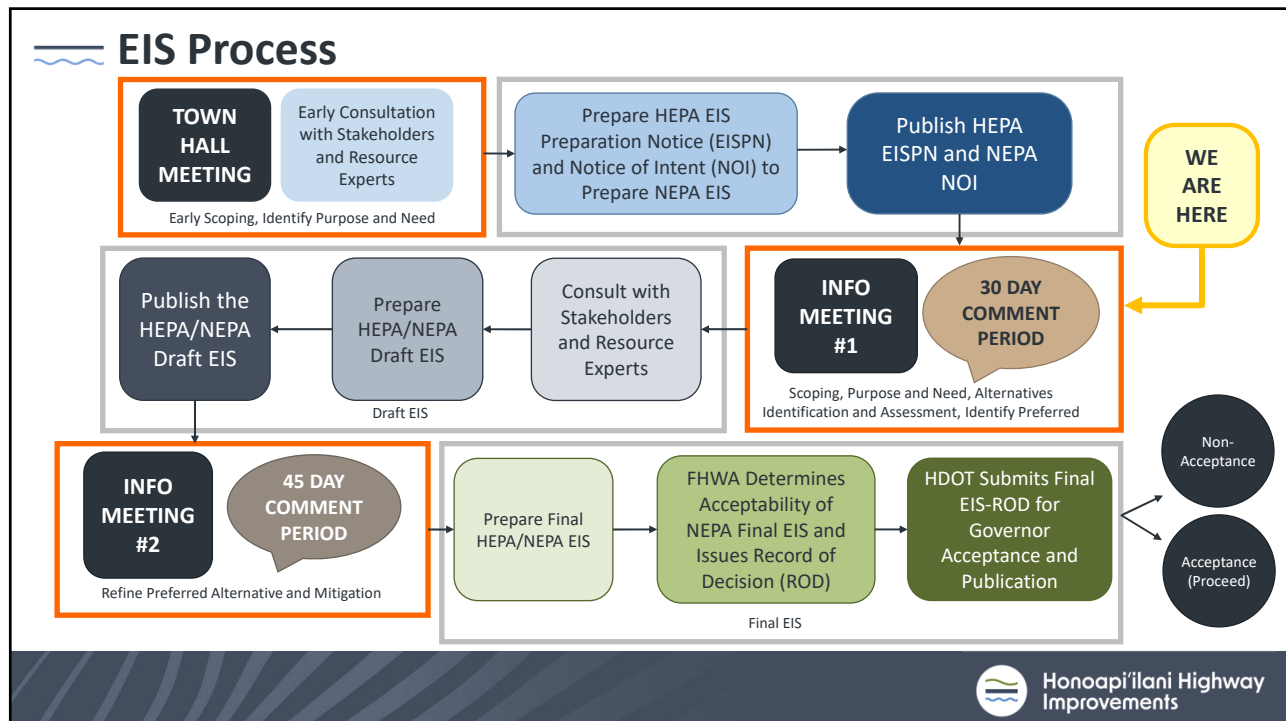 EIS Process
TOWN
HALL
MEETING
Early Consultation
with Stakeholders
and Resource
Experts
Early Scoping, Identify Purpose and Need
Prepare HEPA EIS
Preparation Notice (EISPN)
and Notice of Intent (NOI) to
Prepare NEPA EIS
Publish HEPA
EISPN and NEPA
NOI
WE
ARE
HERE
Publish the
HEPA/NEPA
Draft EIS
Prepare
HEPA/NEPA
Draft EIS
Consult with
Stakeholders
and Resource
Experts
Draft EIS
INFO
MEETING
#1
30 DAY
COMMENT
PERIOD
Scoping, Purpose and Need, Alternatives
Identification and Assessment, Identify Preferred
INFO
MEETING
#2
45 DAY
COMMENT
PERIOD
Refine Preferred Alternative and Mitigation
Prepare Final
HEPA/NEPA EIS
FHWA Determines
Acceptability of
NEPA Final EIS and
Issues Record of
Decision (ROD)
HDOT Submits Final
EIS-ROD for
Governor
Acceptance and
Publication
Final EIS
Non-
Acceptance
Acceptance
(Proceed)
Honoapiʻilani Highway
Improvements